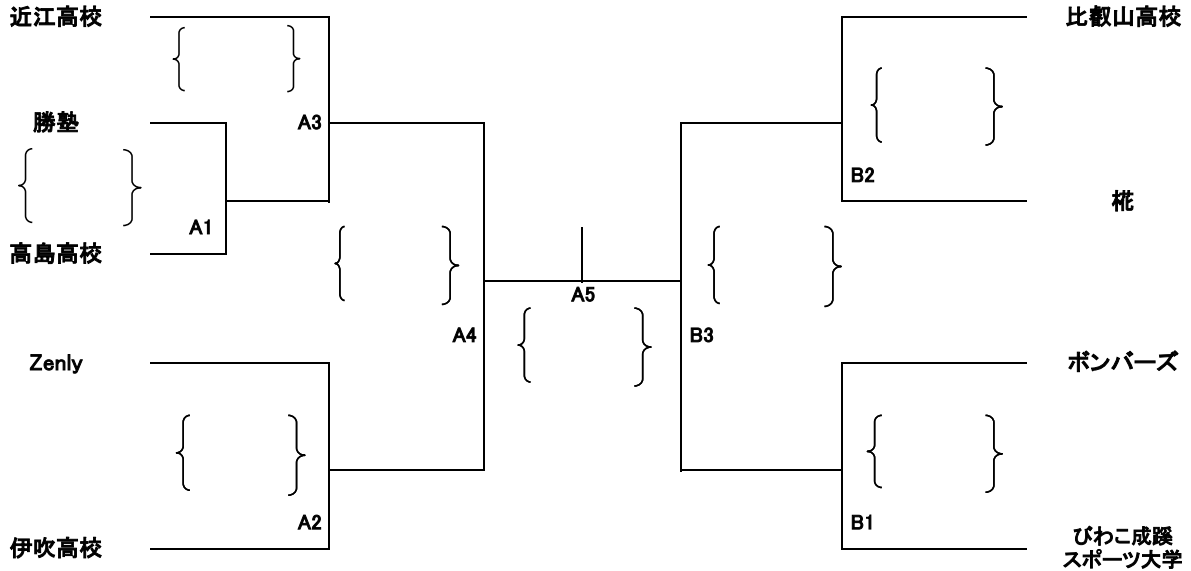 近江高校
比叡山高校
勝塾
A3
B2
椛
A1
高島高校
A5
A4
B3
Zenly
ボンバーズ
A2
B1
伊吹高校
びわこ成蹊
スポーツ大学